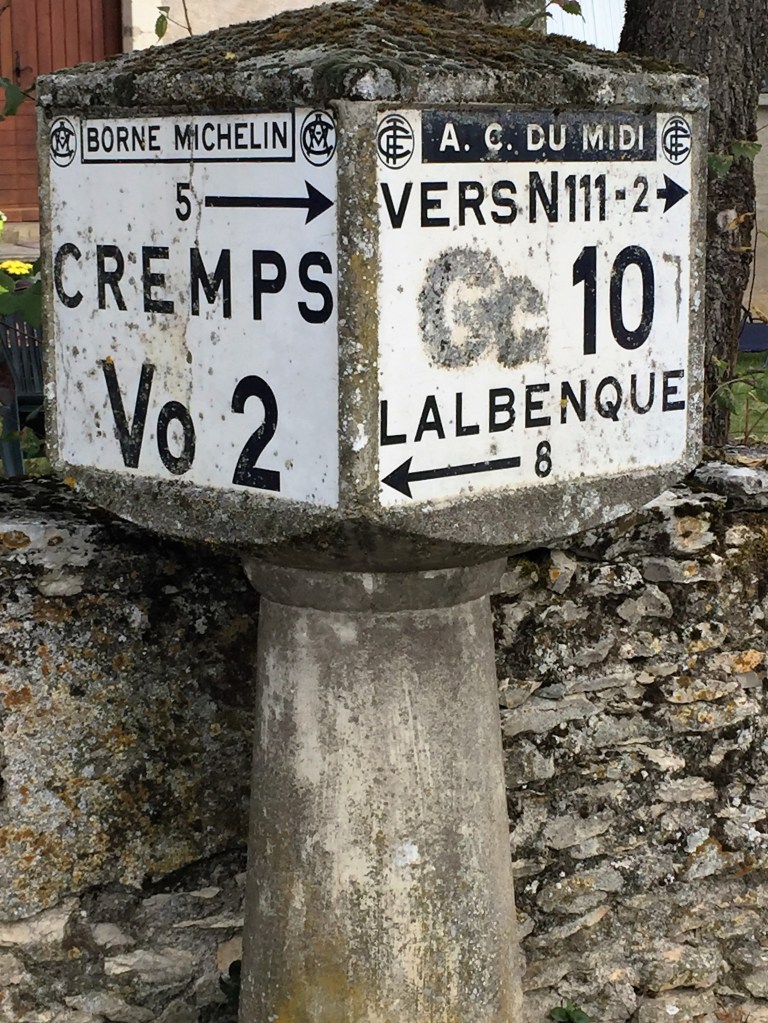 BORNE MICHELIN
5
CREMPS
Vo 2
A. C. DU MIDI
VERS N111-2
Gc 10
LALBENQUE
8